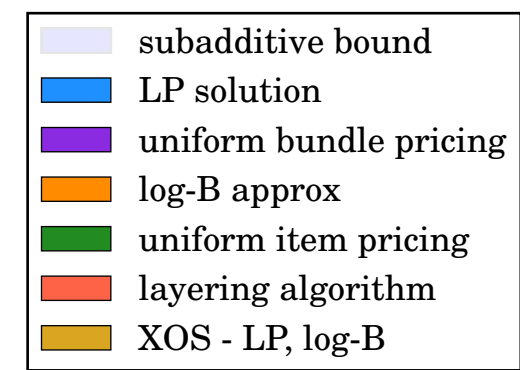 subadditive bound
LP solution
uniform bundle pricing
log-B approx
uniform item pricing
layering algorithm
XOS - LP, log-B